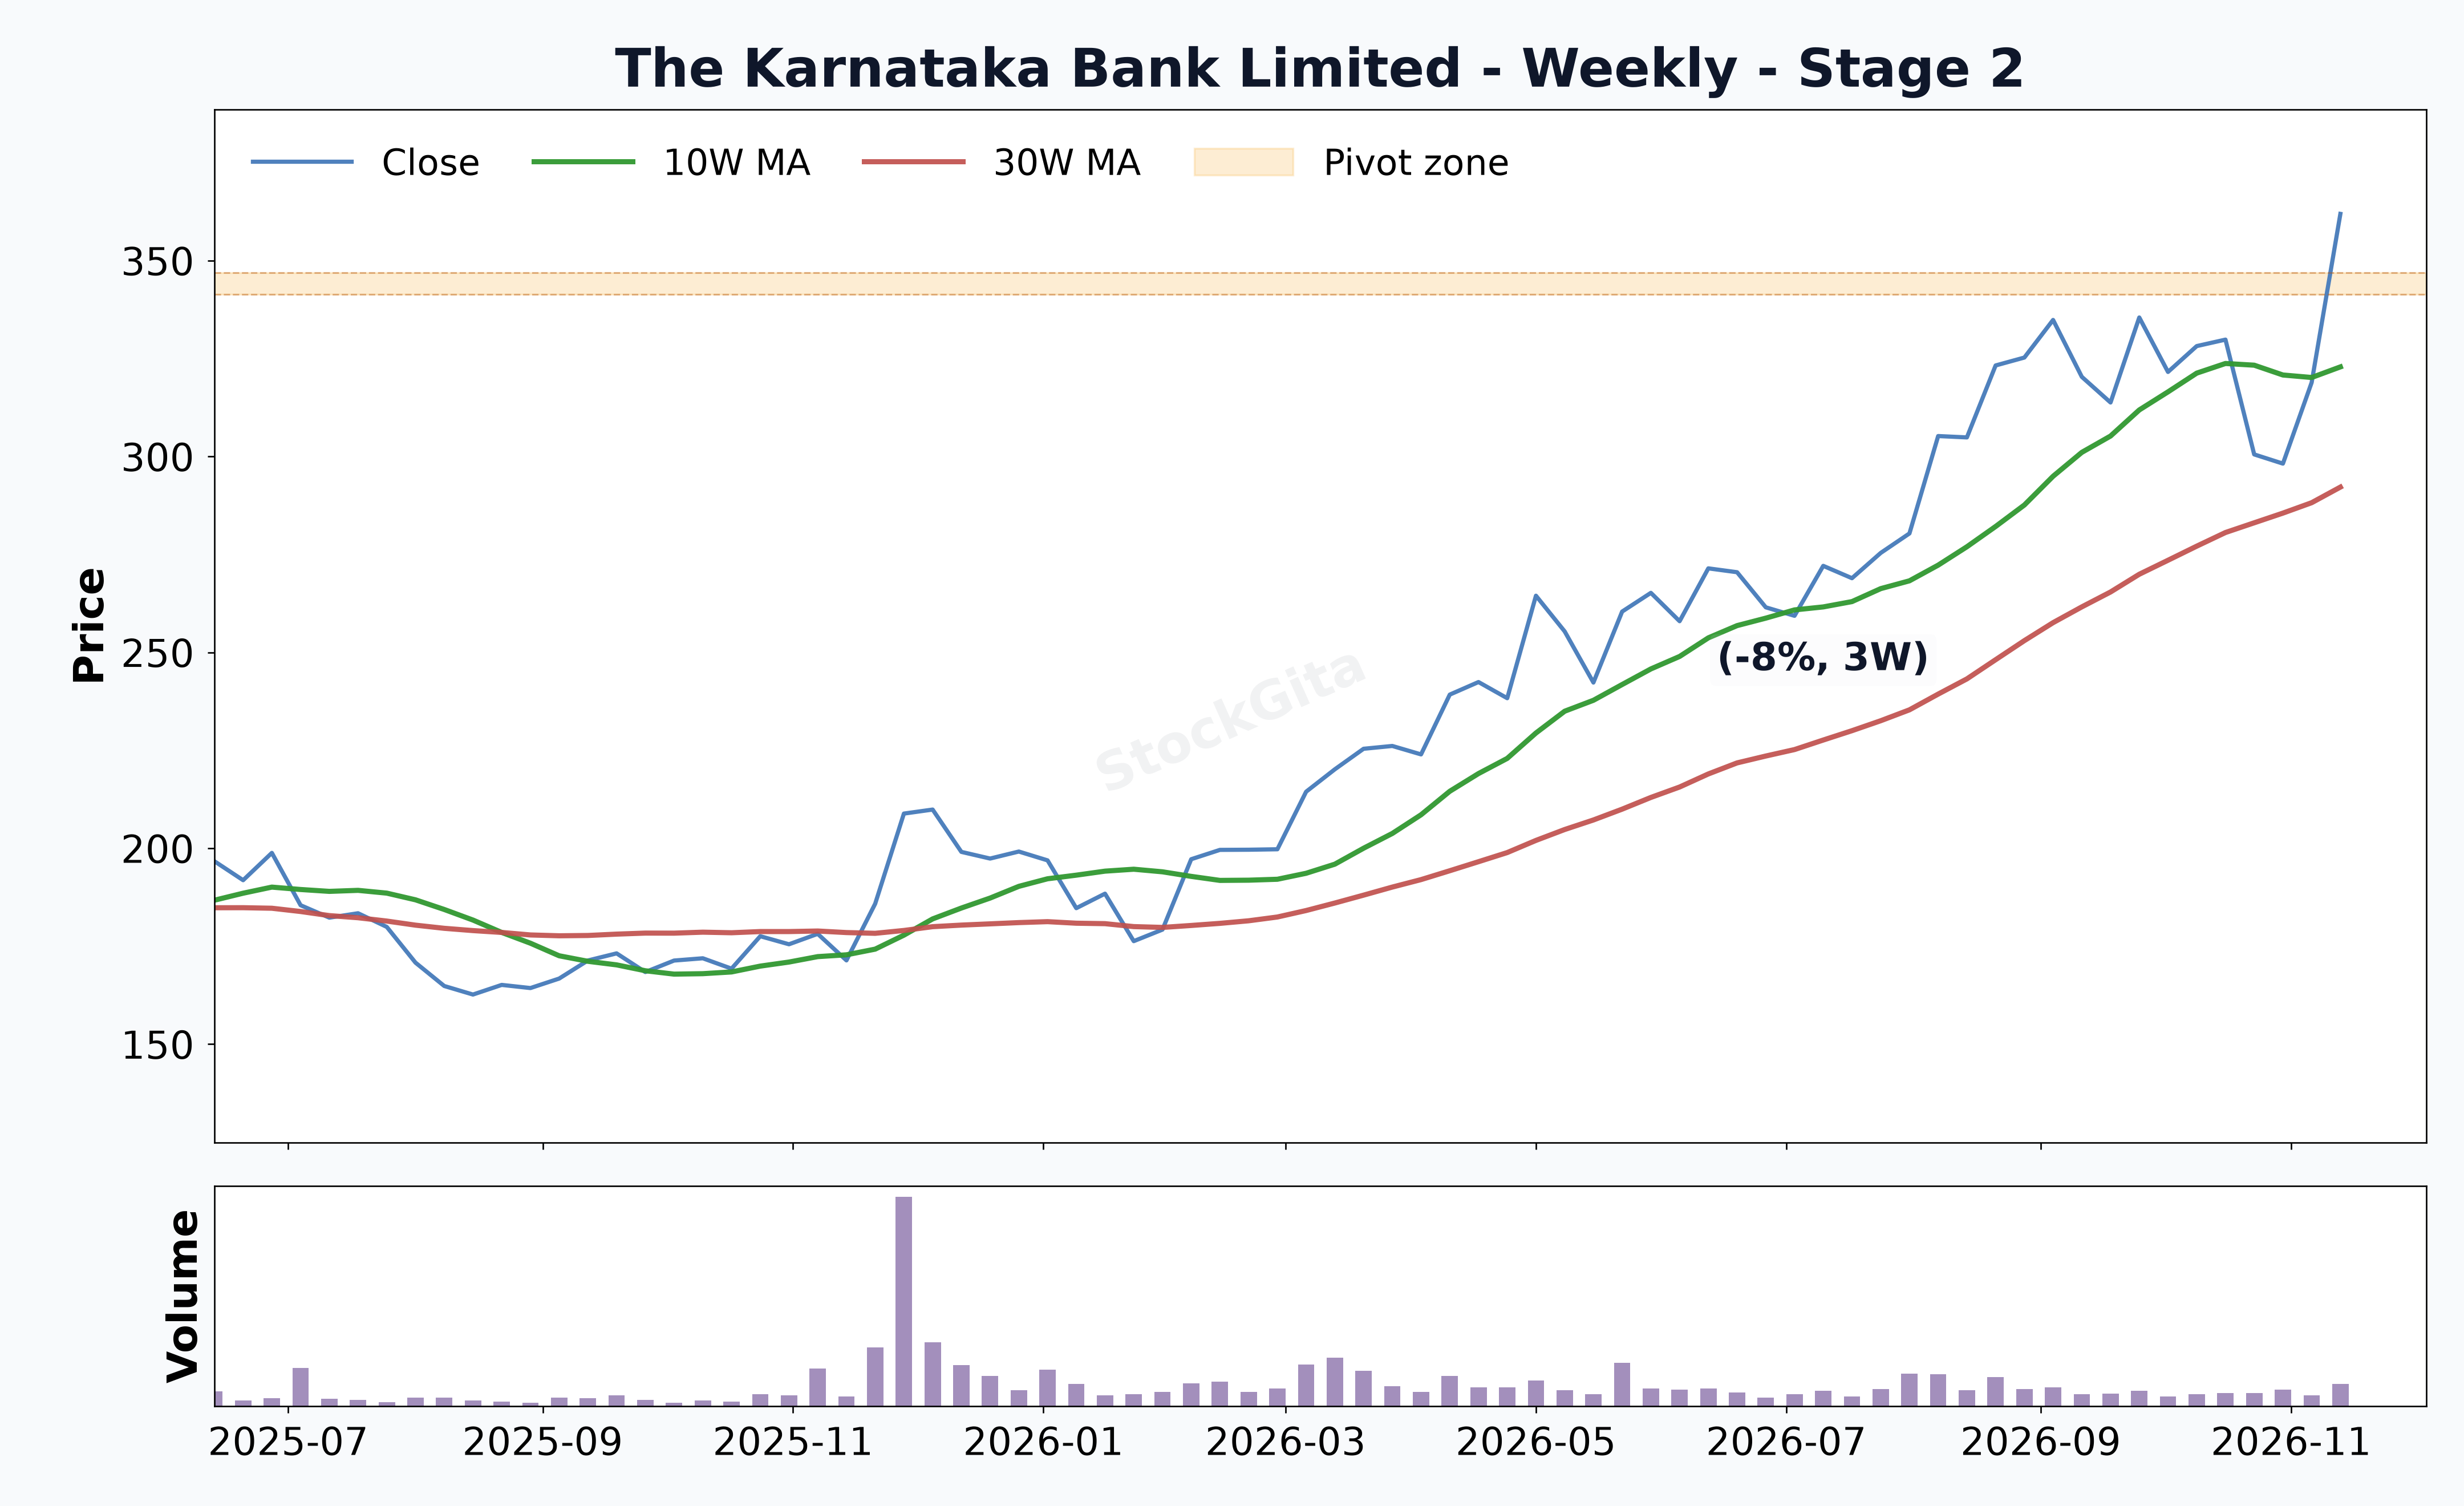 The Karnataka Bank Limited - Weekly - Stage 2
Close 10W MA 30W MA Pivot zone
350
300
250
200
150
Price
(-8%, 3W)
StockGita
Volume
2025-07 2025-09 2025-11 2026-01 2026-03 2026-05 2026-07 2026-09 2026-11